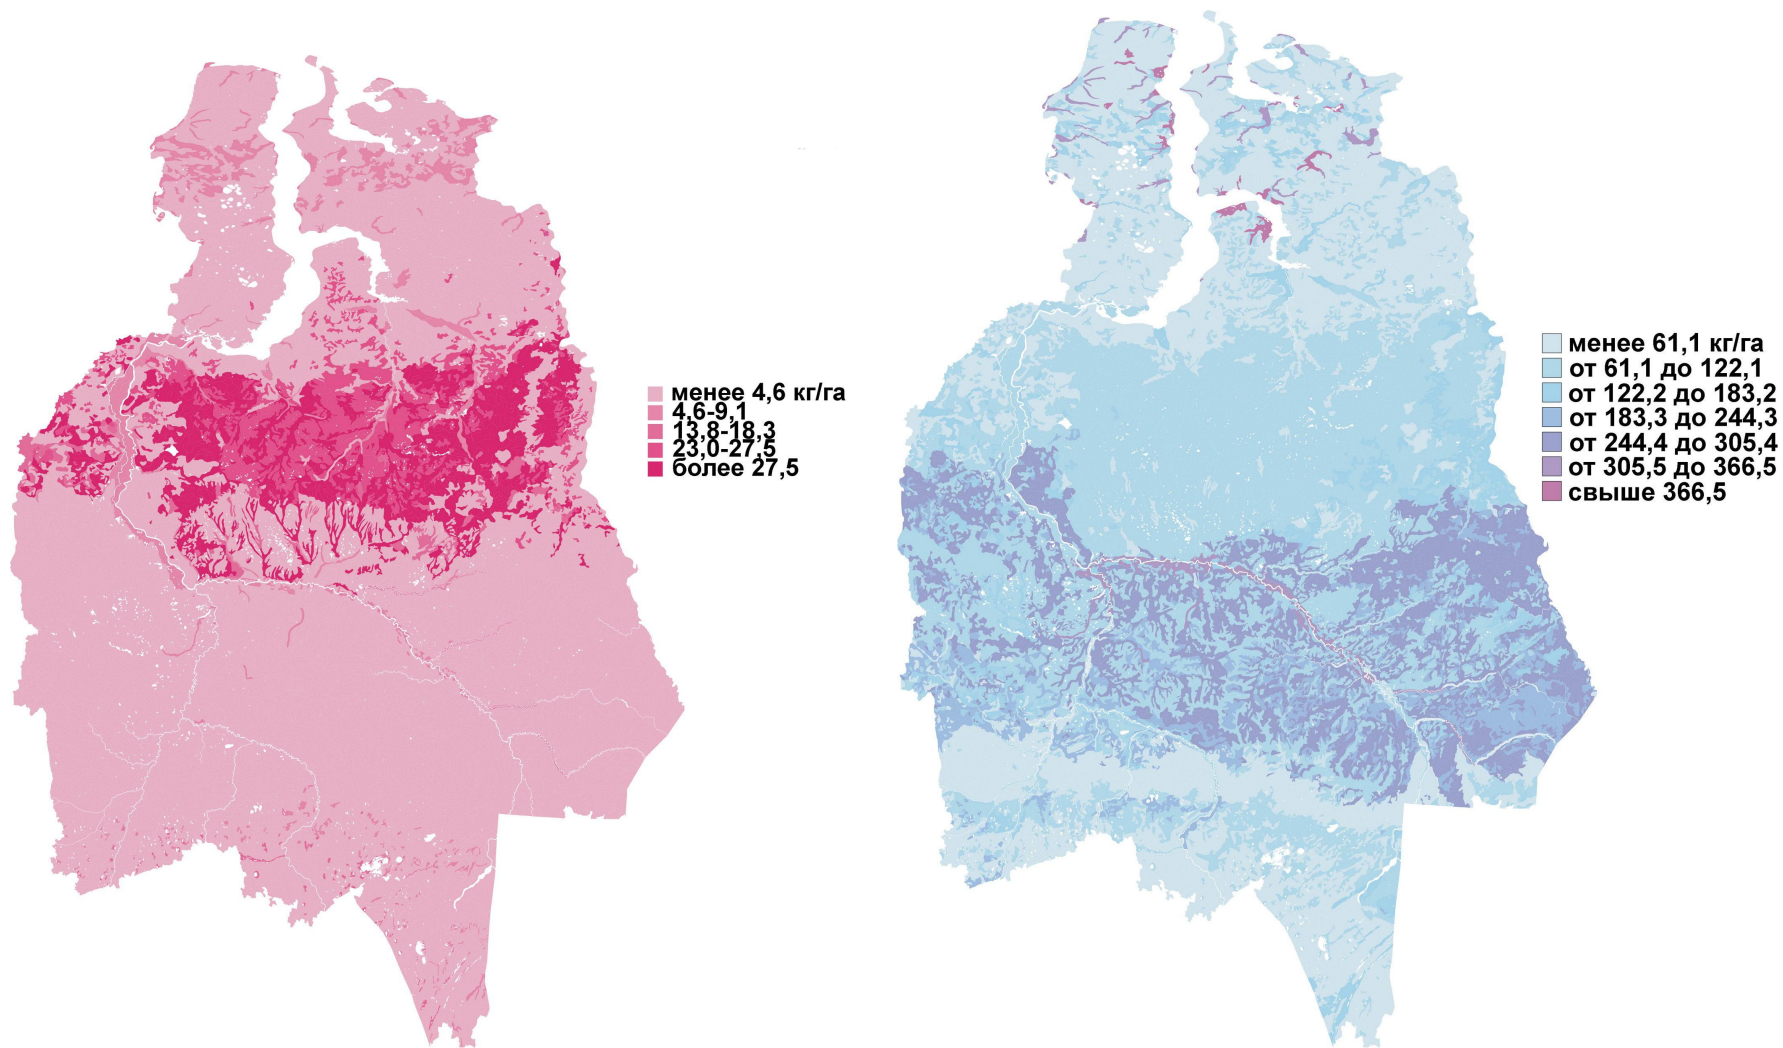 менее 4,6 кг/га
4,6-9,1
13,8-18,3
23,0-27,5
более 27,5
менее 61,1 кг/га
от 61,1 до 122,1
от 122,2 до 183,2
от 183,3 до 244,3
от 244,4 до 305,4
от 305,5 до 366,5
свыше 366,5